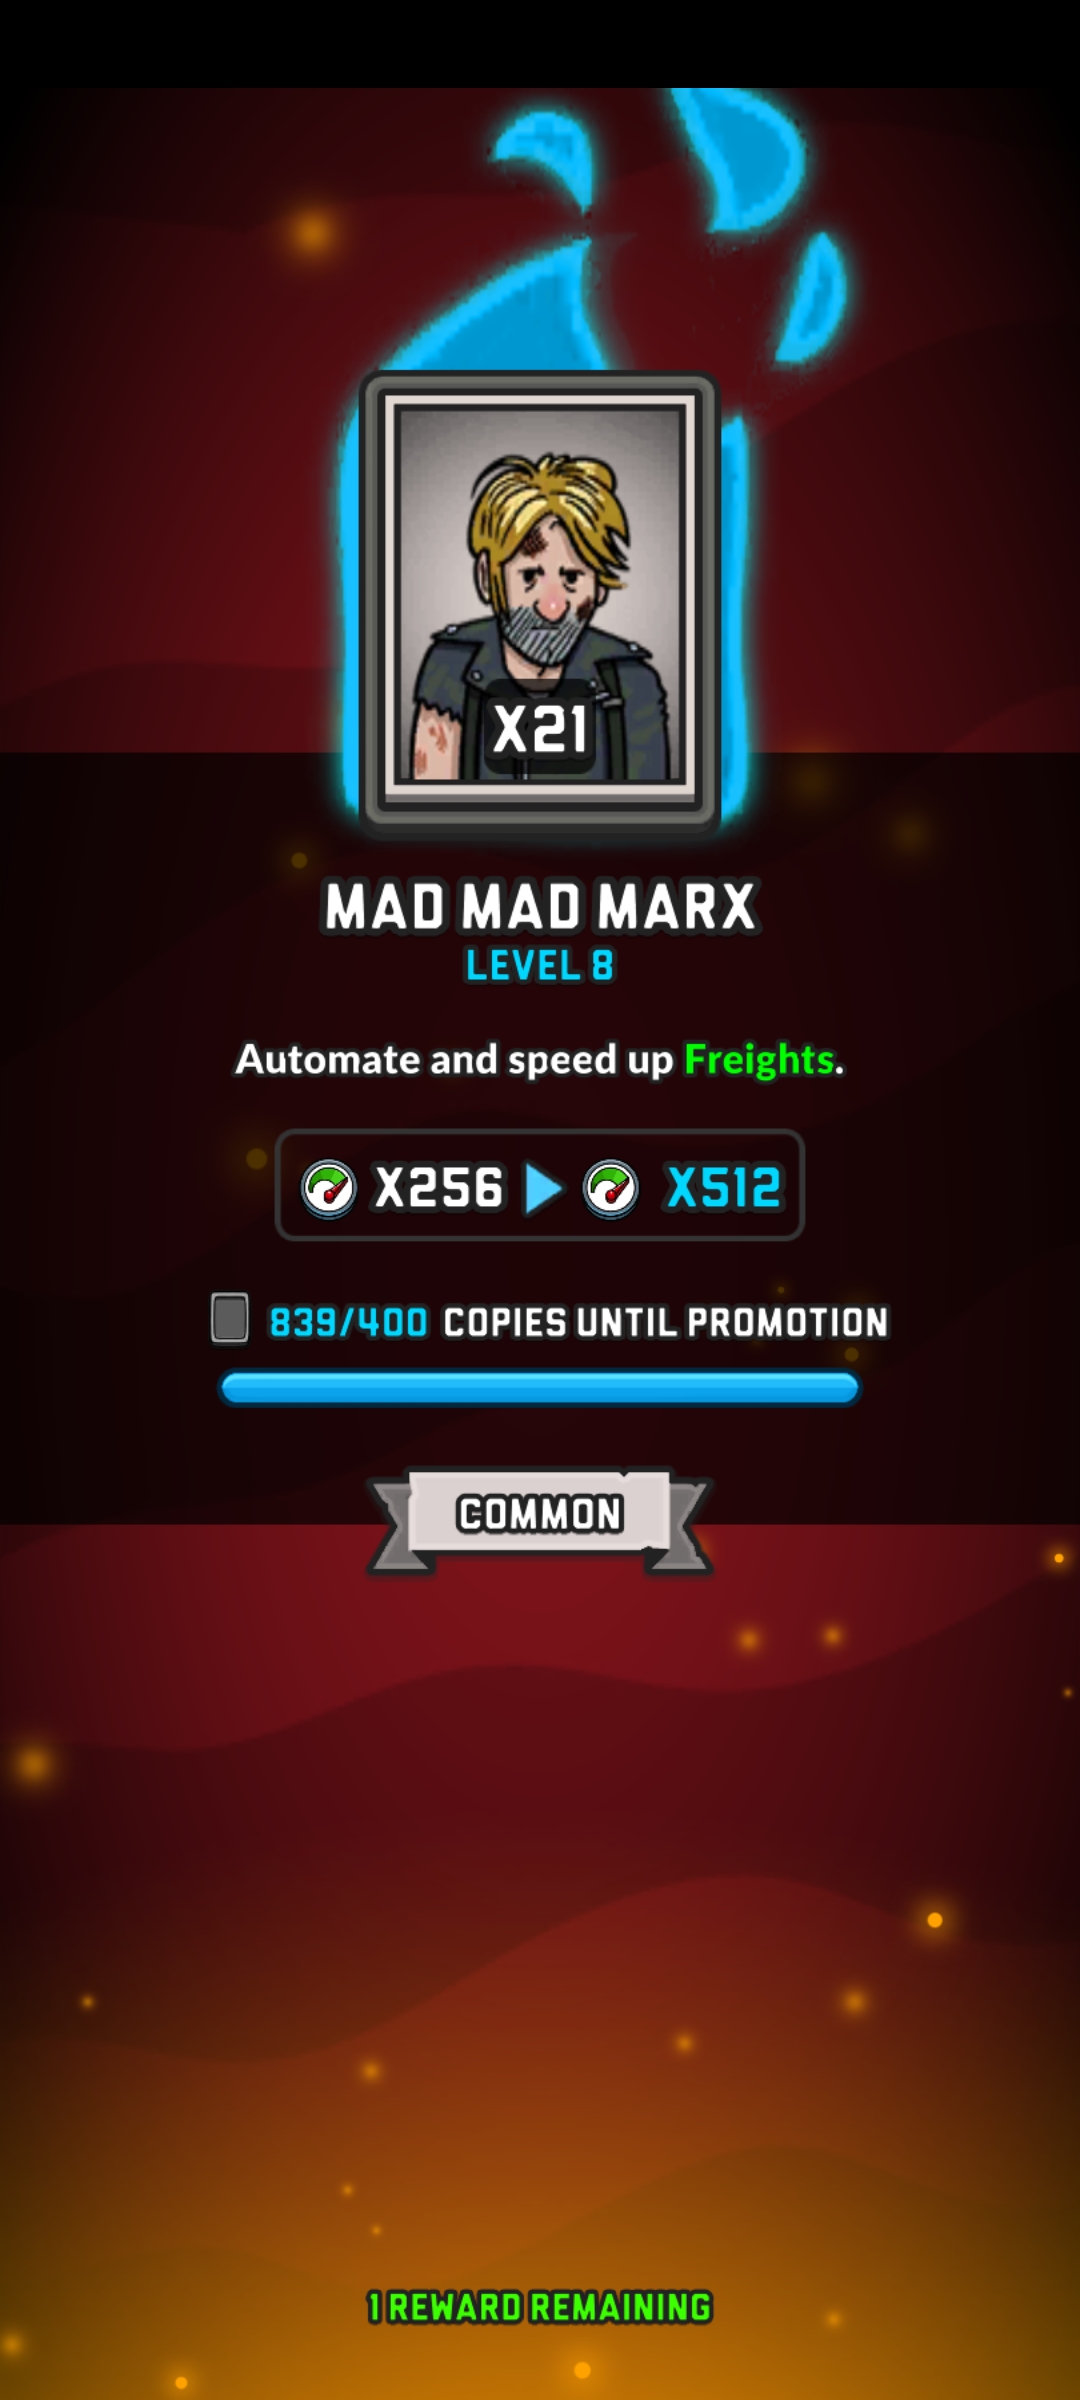 X21
MAD MAD MARX
LEVEL 8
Automate and speed up Freights.
X256 X512
839/400 COPIES UNTIL PROMOTION
COMMON
1 REWARD REMAINING